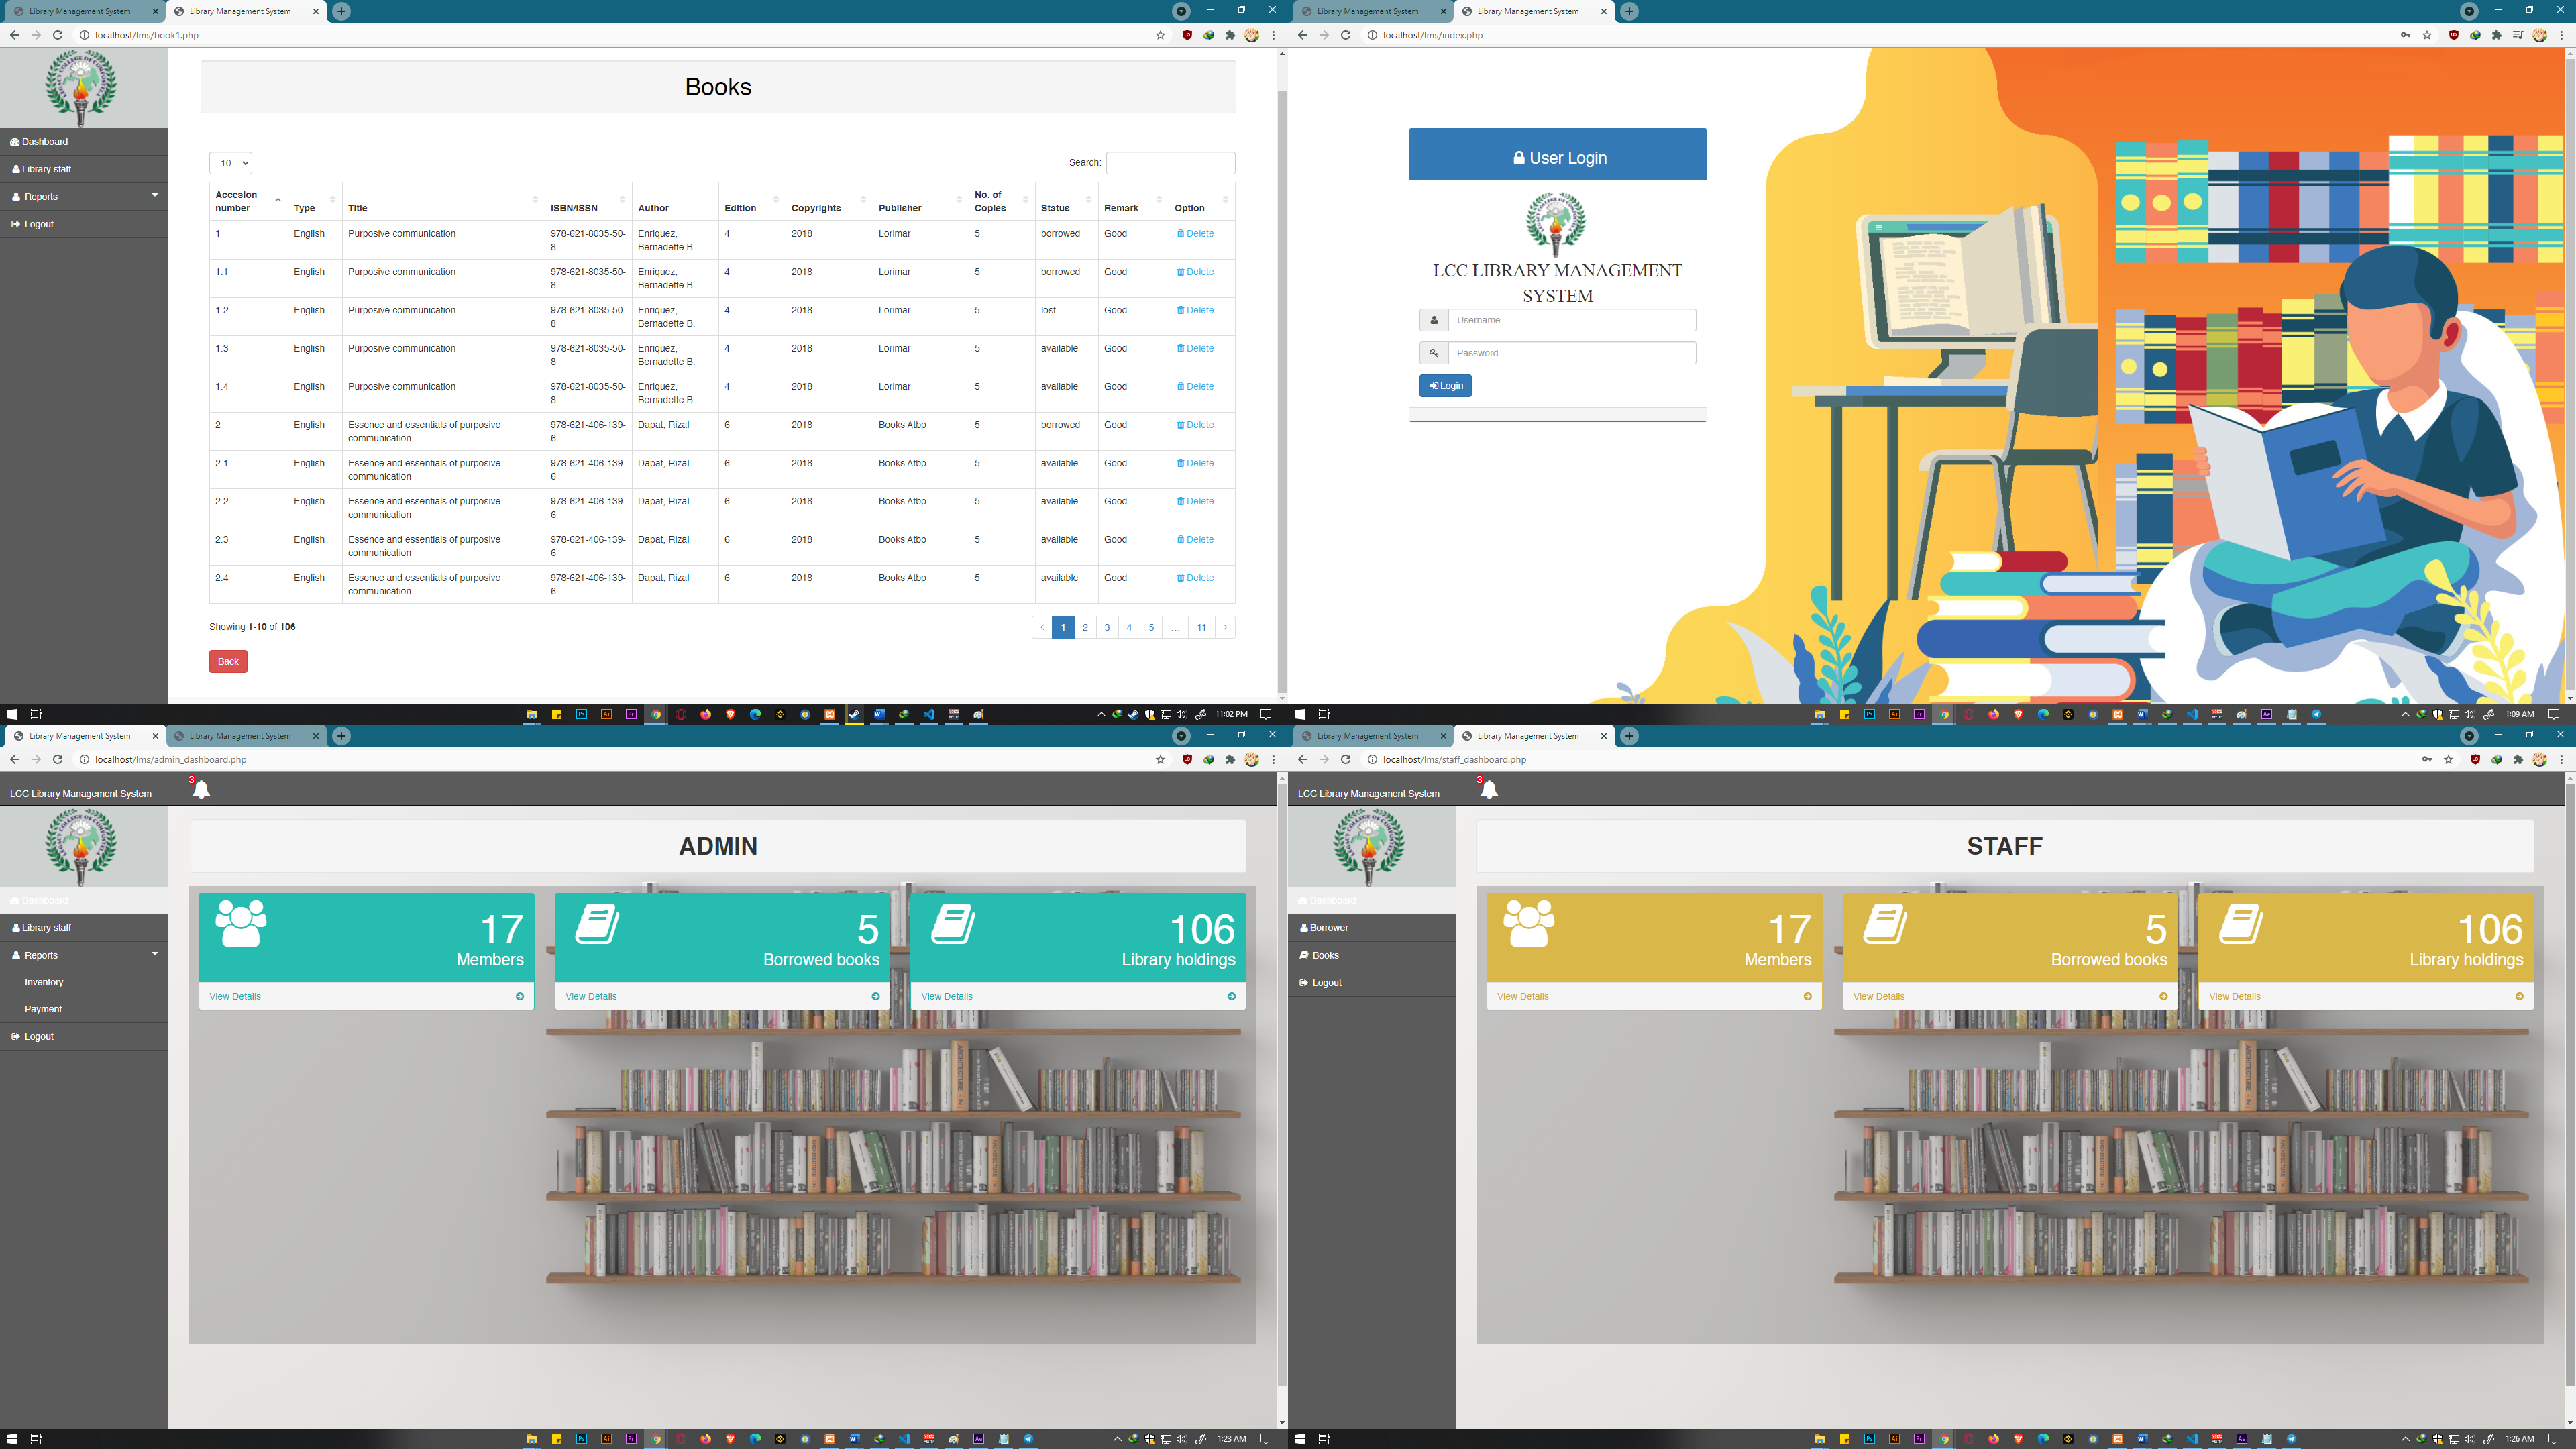 Library Management System
Library Management System
localhost/lms/book1.php
Books
Dashboard
Library staff
Reports
Logout
10
Search:
Accesion number Type Title ISBN/ISSN Author Edition Copyrights Publisher No. of Copies Status Remark Option
1 English Purposive communication 978-621-8035-50-8 Enriquez, Bernadette B. 4 2018 Lorimar 5 borrowed Good Delete
1.1 English Purposive communication 978-621-8035-50-8 Enriquez, Bernadette B. 4 2018 Lorimar 5 borrowed Good Delete
1.2 English Purposive communication 978-621-8035-50-8 Enriquez, Bernadette B. 4 2018 Lorimar 5 lost Good Delete
1.3 English Purposive communication 978-621-8035-50-8 Enriquez, Bernadette B. 4 2018 Lorimar 5 available Good Delete
1.4 English Purposive communication 978-621-8035-50-8 Enriquez, Bernadette B. 4 2018 Lorimar 5 available Good Delete
2 English Essence and essentials of purposive communication 978-621-406-139-6 Dapat, Rizal 6 2018 Books Atbp 5 borrowed Good Delete
2.1 English Essence and essentials of purposive communication 978-621-406-139-6 Dapat, Rizal 6 2018 Books Atbp 5 available Good Delete
2.2 English Essence and essentials of purposive communication 978-621-406-139-6 Dapat, Rizal 6 2018 Books Atbp 5 available Good Delete
2.3 English Essence and essentials of purposive communication 978-621-406-139-6 Dapat, Rizal 6 2018 Books Atbp 5 available Good Delete
2.4 English Essence and essentials of purposive communication 978-621-406-139-6 Dapat, Rizal 6 2018 Books Atbp 5 available Good Delete
Showing 1-10 of 106
< 1 2 3 4 5 ... 11 >
Back
11:02 PM
Library Management System
Library Management System
localhost/lms/index.php
User Login
LCC LIBRARY MANAGEMENT
SYSTEM
Username
Password
Login
1:09 AM
Library Management System
Library Management System
localhost/lms/admin_dashboard.php
LCC Library Management System
3
ADMIN
Dashboard
Library staff
Reports
Inventory
Payment
Logout
17
Members
View Details
5
Borrowed books
View Details
106
Library holdings
View Details
1:23 AM
Library Management System
Library Management System
localhost/lms/staff_dashboard.php
LCC Library Management System
3
STAFF
Dashboard
Borrower
Books
Logout
17
Members
View Details
5
Borrowed books
View Details
106
Library holdings
View Details
1:26 AM